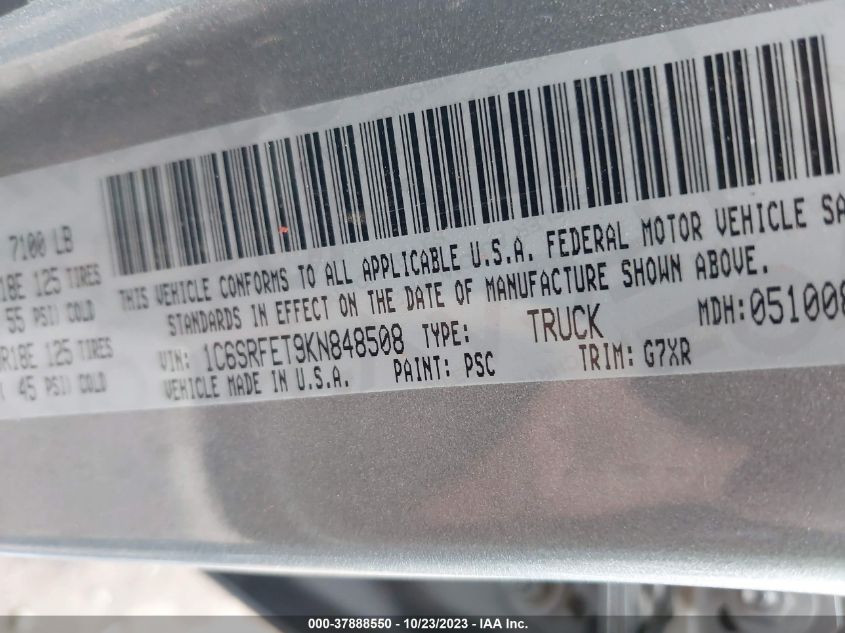 7100 LB
R18E 125 TIRES
55 PSI COLD
R18E 125 TIRES
45 PSI COLD
THIS VEHICLE CONFORMS TO ALL APPLICABLE U.S.A. FEDERAL MOTOR VEHICLE SA
STANDARDS IN EFFECT ON THE DATE OF MANUFACTURE SHOWN ABOVE.
VIN: 1C6SRFET9KN848508 TYPE: TRUCK MDH:051008
VEHICLE MADE IN U.S.A. PAINT: PSC TRIM: G7XR
000-37888550 | 10/23/2023 | IAA Inc.